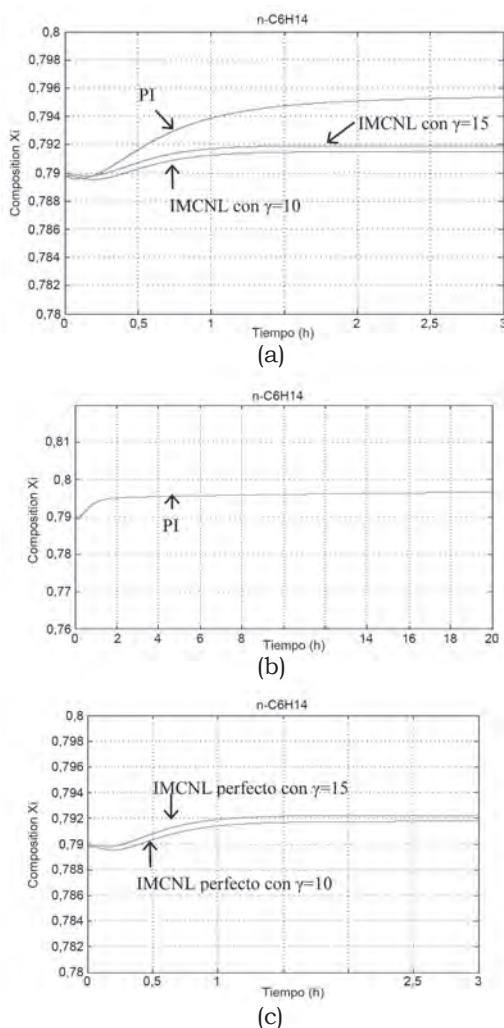 n-C6H14
0,8
0,798
0,796
0,794
0,792
0,79
0,788
0,786
0,784
0,782
0,78
Composition Xi
PI
IMCNL con γ=15
IMCNL con γ=10
0 0,5 1 1,5 2 2,5 3
Tiempo (h)
(a)
n-C6H14
0,81
0,8
0,79
0,78
0,77
0,76
Composition Xi
PI
0 2 4 6 8 10 12 14 16 18 20
Tiempo (h)
(b)
n-C6H14
0,8
0,798
0,796
0,794
0,792
0,79
0,788
0,786
0,784
0,782
0,78
Composition Xi
IMCNL perfecto con γ=15
IMCNL perfecto con γ=10
0 0,5 1 1,5 2 2,5 3
Tiempo (h)
(c)